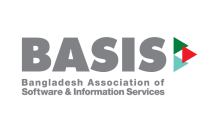 BASIS
Bangladesh Association of
Software & Information Services